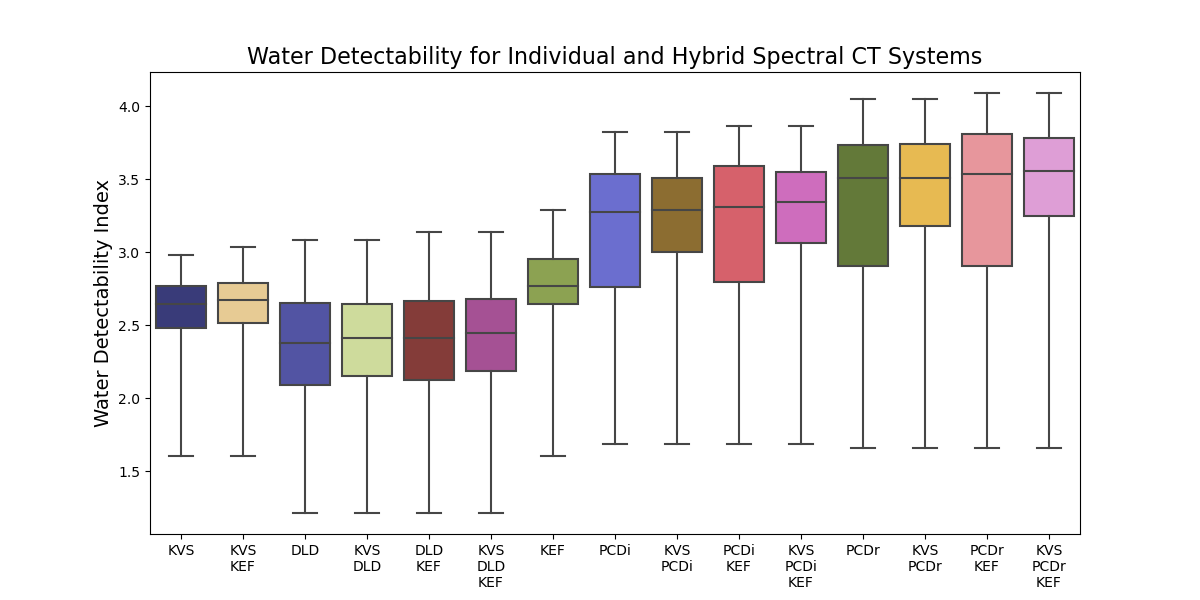 Water Detectability for Individual and Hybrid Spectral CT Systems
Water Detectability Index
4.0
3.5
3.0
2.5
2.0
1.5
KVS
KVS
KEF
DLD
KVS
DLD
DLD
KEF
KVS
DLD
KEF
KEF
PCDi
KVS
PCDi
PCDi
KEF
KVS
PCDi
KEF
PCDr
KVS
PCDr
PCDr
KEF
KVS
PCDr
KEF